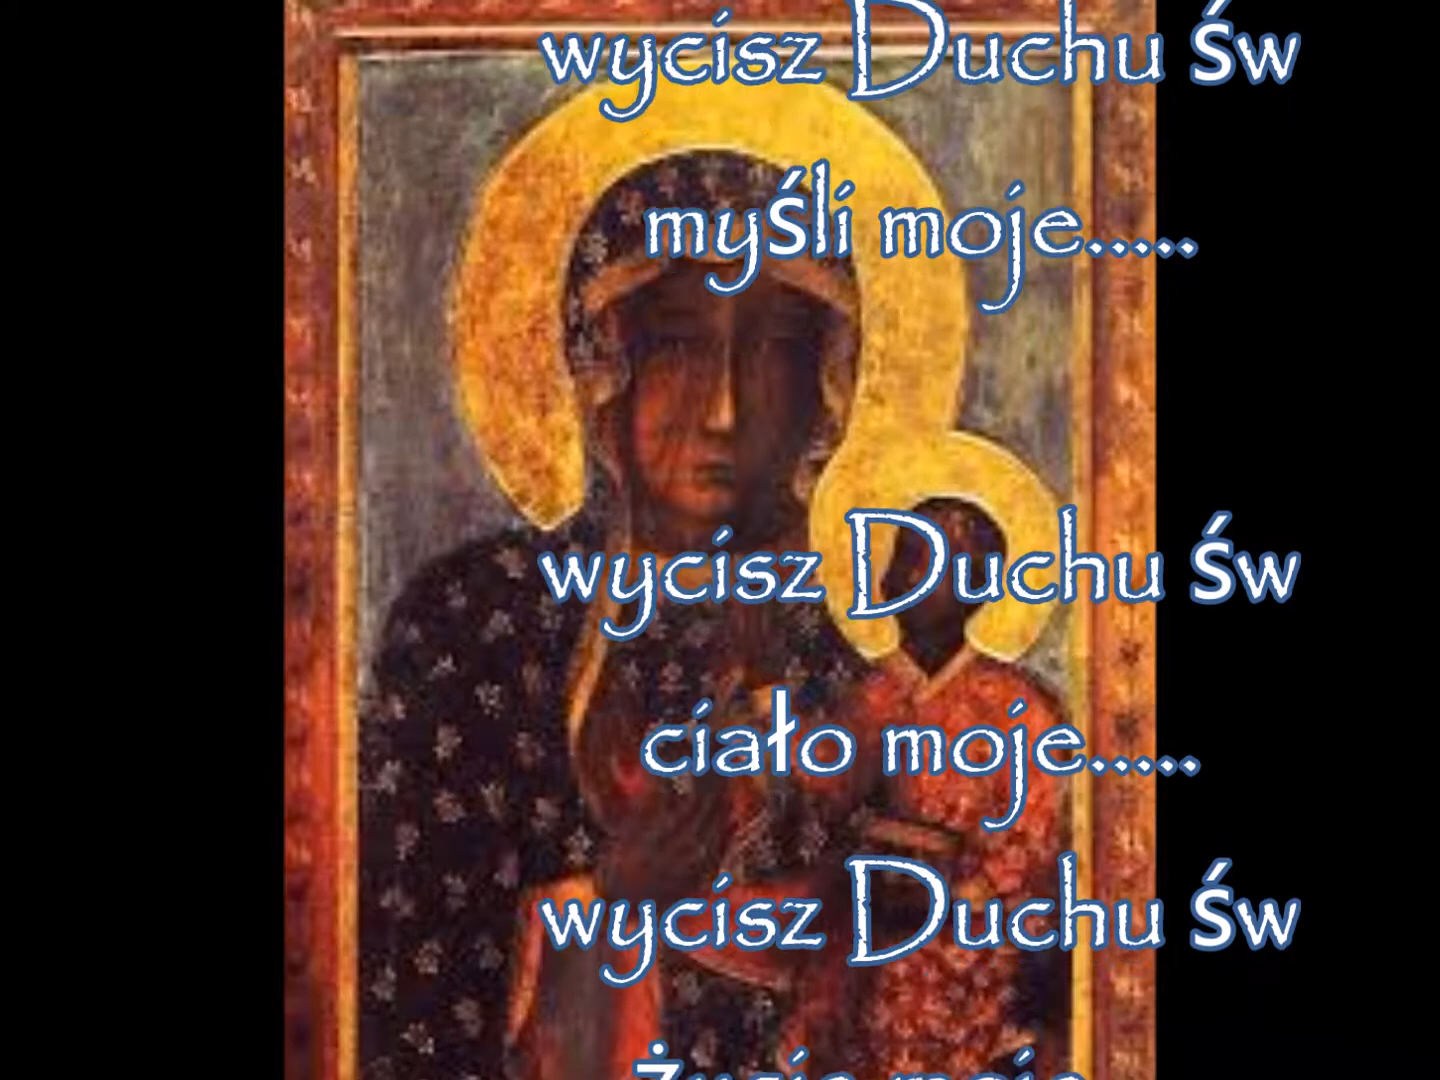 wycisz Duchu św
myśli moje.....
wycisz Duchu św
ciało moje.....
wycisz Duchu św